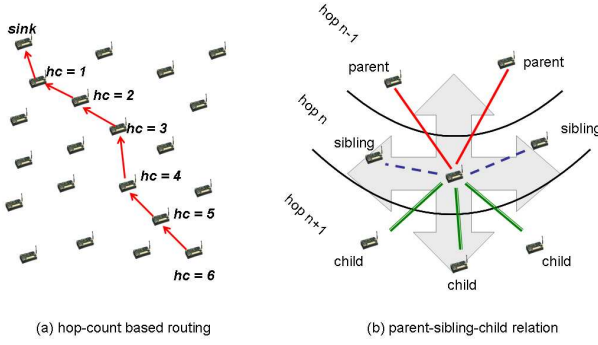 sink
hc = 1
hc = 2
hc = 3
hc = 4
hc = 5
hc = 6
(a) hop-count based routing
hop n-1
parent
parent
hop n
sibling
sibling
hop n+1
child
child
child
(b) parent-sibling-child relation